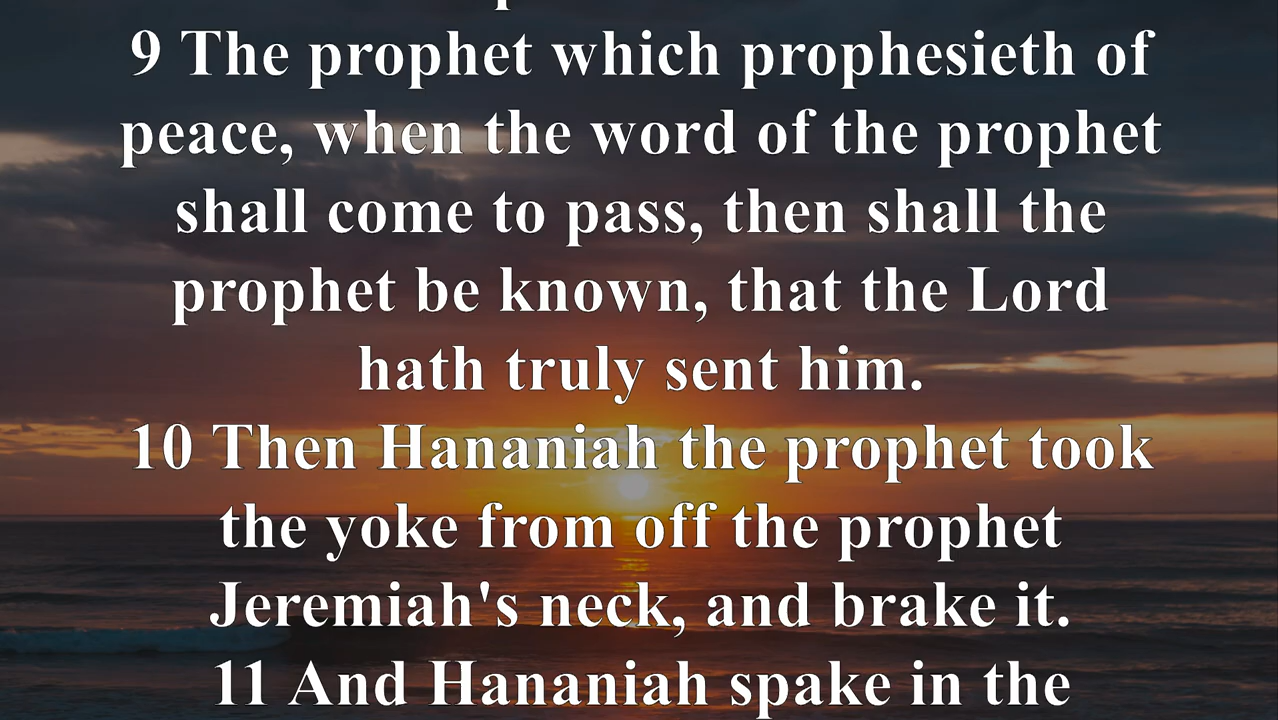 9 The prophet which prophesieth of
peace, when the word of the prophet
shall come to pass, then shall the
prophet be known, that the Lord
hath truly sent him.
10 Then Hananiah the prophet took
the yoke from off the prophet
Jeremiah's neck, and brake it.
11 And Hananiah spake in the